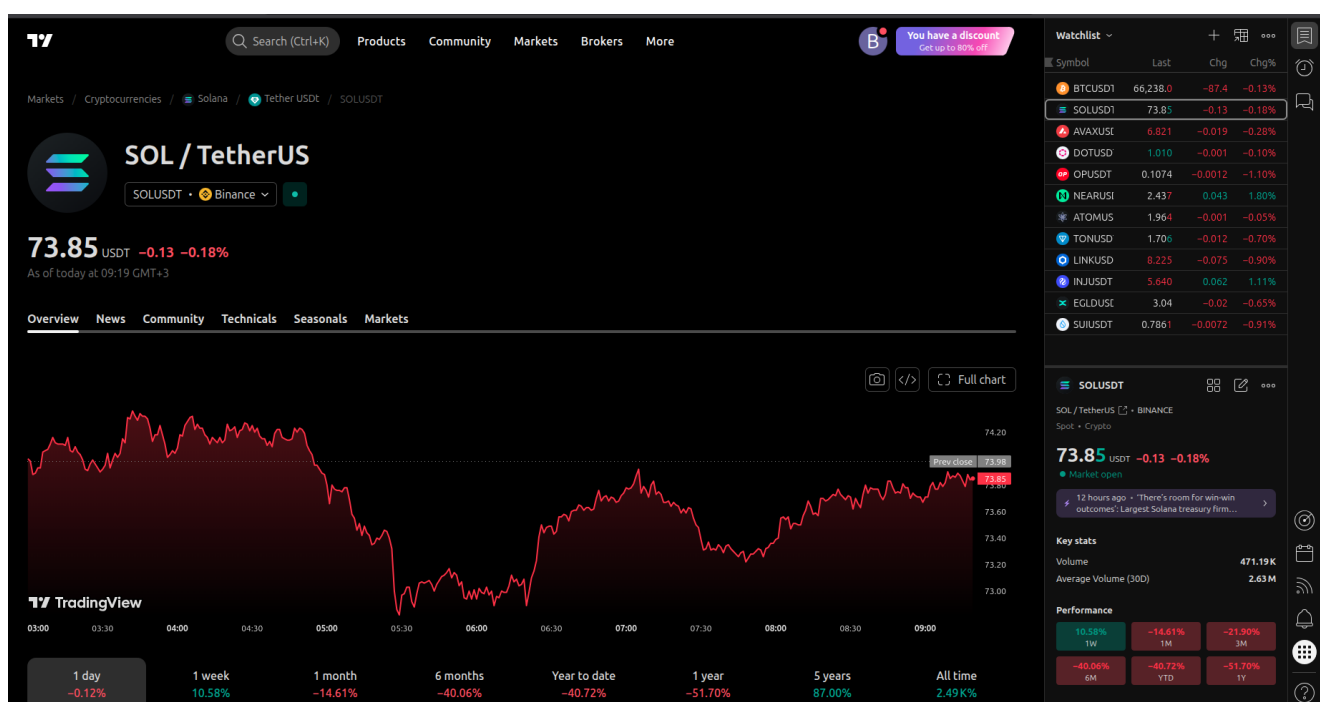 Search (Ctrl+K) Products Community Markets Brokers More
B
You have a discount
Get up to 80% off
Markets / Cryptocurrencies / Solana / Tether USDt / SOLUSDT
SOL / TetherUS
SOLUSDT • Binance
73.85 USDT −0.13 −0.18%
As of today at 09:19 GMT+3
Overview News Community Technicals Seasonals Markets
Full chart
74.20
Prev close 73.98
73.85
73.80
73.60
73.40
73.20
73.00
TradingView
03:00 03:30 04:00 04:30 05:00 05:30 06:00 06:30 07:00 07:30 08:00 08:30 09:00
1 day 1 week 1 month 6 months Year to date 1 year 5 years All time
−0.12% 10.58% −14.61% −40.06% −40.72% −51.70% 87.00% 2.49K%
Watchlist
Symbol Last Chg Chg%
BTCUSDT 66,238.0 −87.4 −0.13%
SOLUSDT 73.85 −0.13 −0.18%
AVAXUSD 6.821 −0.019 −0.28%
DOTUSD 1.010 −0.001 −0.10%
OPUSDT 0.1074 −0.0012 −1.10%
NEARUSD 2.437 0.043 1.80%
ATOMUS 1.964 −0.001 −0.05%
TONUSD 1.706 −0.012 −0.70%
LINKUSD 8.225 −0.075 −0.90%
INJUSDT 5.640 0.062 1.11%
EGLDUSD 3.04 −0.02 −0.65%
SUIUSDT 0.7861 −0.0072 −0.91%
SOLUSDT
SOL / TetherUS • BINANCE
Spot • Crypto
73.85 USDT −0.13 −0.18%
Market open
12 hours ago • 'There's room for win-win
outcomes': Largest Solana treasury firm...
Key stats
Volume 471.19 K
Average Volume (30D) 2.63 M
Performance
10.58% −14.61% −21.90%
1W 1M 3M
−40.06% −40.72% −51.70%
6M YTD 1Y